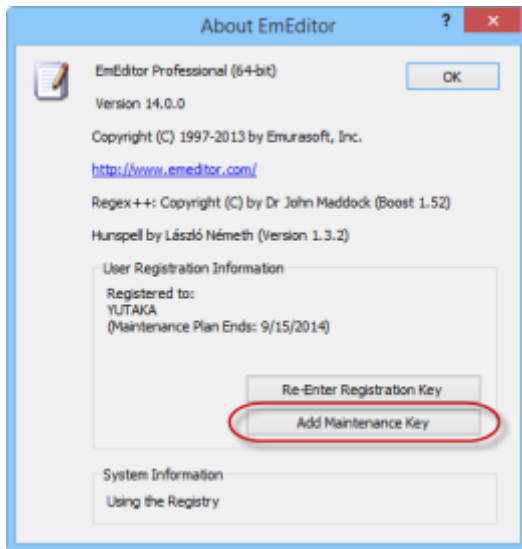 About EmEditor
?
EmEditor Professional (64-bit)
OK
Version 14.0.0
Copyright (C) 1997-2013 by Emurasoft, Inc.
http://www.emeditor.com/
Regex++: Copyright (C) by Dr John Maddock (Boost 1.52)
Hunspell by László Németh (Version 1.3.2)
User Registration Information
Registered to:
YUTAKA
(Maintenance Plan Ends: 9/15/2014)
Re-Enter Registration Key
Add Maintenance Key
System Information
Using the Registry